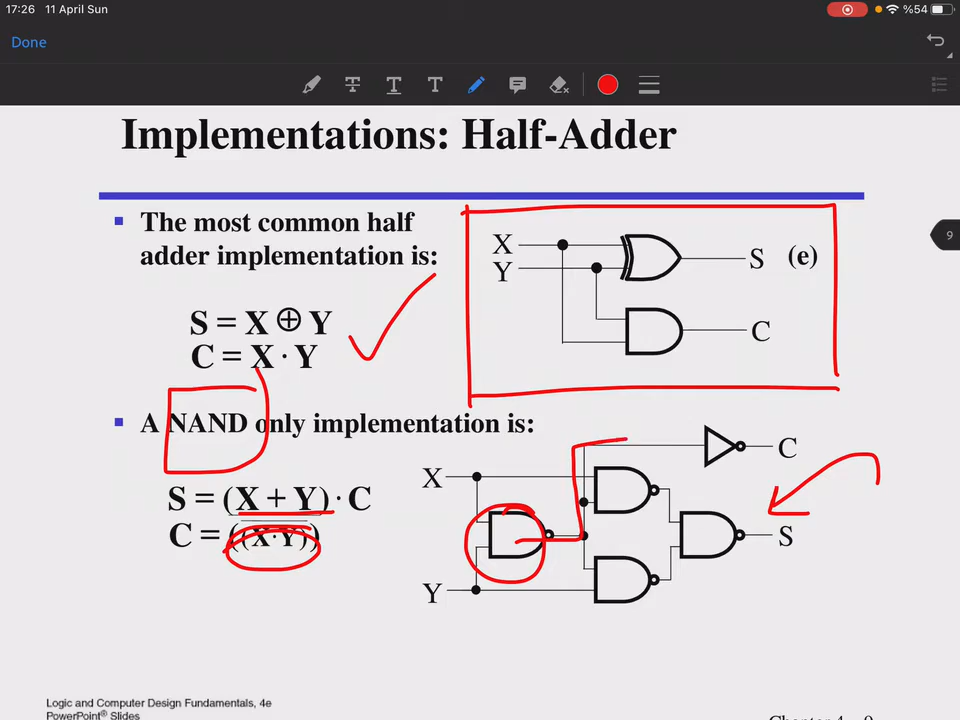 17:26 11 April Sun
%54
Done
T T T
Implementations: Half-Adder
9
The most common half
adder implementation is:
X
Y
S (e)
C
S = X ⊕ Y
C = X · Y
A NAND only implementation is:
S = (X + Y) · C
C = ((X · Y))
X
Y
C
S
Logic and Computer Design Fundamentals, 4e
PowerPoint® Slides